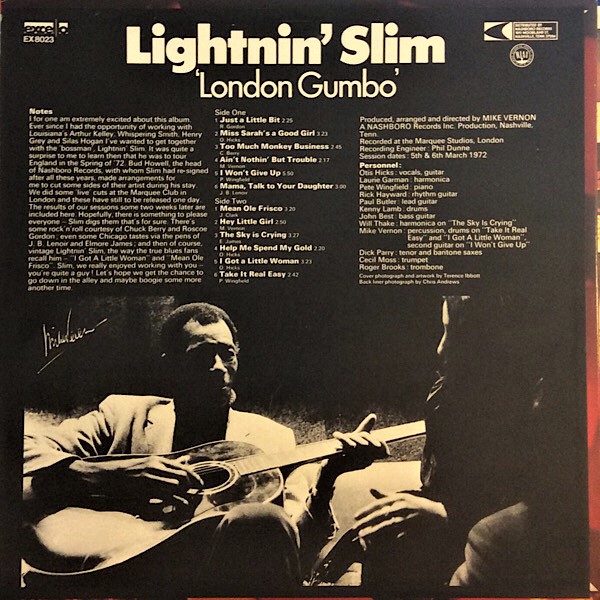 excello
EX 8023
Lightnin' Slim
'London Gumbo'
DISTRIBUTED BY
NASHBORO RECORDS
Notes
I for one am extremely excited about this album.
Ever since I had the opportunity of working with
Louisiana's Arthur Kelley, Whispering Smith, Henry
Grey and Silas Hogan I've wanted to get together
with the 'bossman', Lightnin' Slim. It was quite a
surprise to me to learn then that he was to tour
England in the Spring of '72. Bud Howell, the head
of Nashboro Records, with whom Slim had re-signed
after all these years, made arrangements for
me to cut some sides of their artist during his stay.
We did some 'live' cuts at the Marquee Club in
London and these have still to be released one day.
The results of our sessions some two weeks later are
included here. Hopefully, there is something to please
everyone – Slim digs them that's for sure. There's
some rock n'roll courtesy of Chuck Berry and Roscoe
Gordon; even some Chicago tastes via the pens of
J. B. Lenor and Elmore James; and then of course,
vintage Lightnin' Slim, the way the true blues fans
recall him – "I Got A Little Woman" and "Mean Ole
Frisco". Slim, we really enjoyed working with you –
you're quite a guy! Let's hope we get the chance to
go down in the alley and maybe boogie some more
another time.
Side One
1 Just a Little Bit 2.25
R. Gordon
2 Miss Sarah's a Good Girl 3.23
O. Hicks
3 Too Much Monkey Business 2.45
C. Berry
4 Ain't Nothin' But Trouble 2.17
M. Vernon
5 I Won't Give Up 5.50
P. Wingfield
6 Mama, Talk to Your Daughter 3.00
J. B. Lenior
Side Two
1 Mean Ole Frisco 3.20
J. Clark
2 Hey Little Girl 2.50
M. Vernon
3 The Sky is Crying 3.27
E. James
4 Help Me Spend My Gold 2.20
O. Hicks
5 I Got a Little Woman 3.23
O. Hicks
6 Take It Real Easy 2.42
P. Wingfield
Produced, arranged and directed by MIKE VERNON
A NASHBORO Records Inc. Production, Nashville,
Tenn.
Recorded at the Marquee Studios, London
Recording Engineer: Phil Dunne
Session dates: 5th & 6th March 1972
Personnel:
Otis Hicks: vocals, guitar
Laurie Garman: harmonica
Pete Wingfield: piano
Rick Hayward: rhythm guitar
Paul Butler: lead guitar
Kenny Lamb: drums
John Best: bass guitar
Will Thake: harmonica on "The Sky is Crying"
Mike Vernon: percussion, drums on "Take It Real
Easy" and "I Got A Little Woman",
second guitar on "I Won't Give Up"
Dick Parry: tenor and baritone saxes
Cecil Moss: trumpet
Roger Brooks: trombone
Cover photograph and artwork by Terence Ibbott
Back liner photograph by Chris Andrews